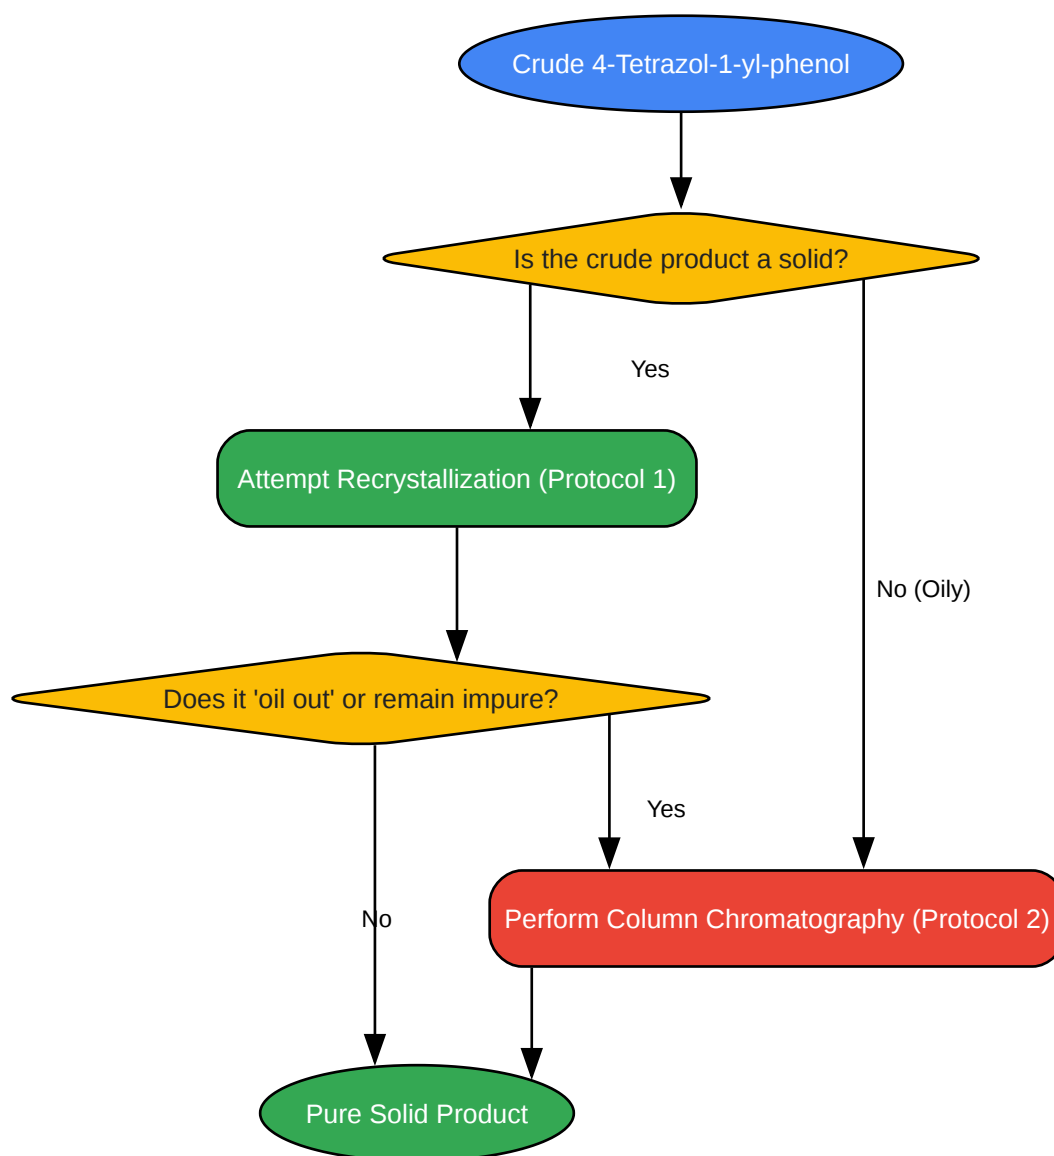 Crude 4-Tetrazol-1-yl-phenol
Is the crude product a solid?
Yes
Attempt Recrystallization (Protocol 1)
No (Oily)
Does it 'oil out' or remain impure?
Yes
No
Perform Column Chromatography (Protocol 2)
Pure Solid Product